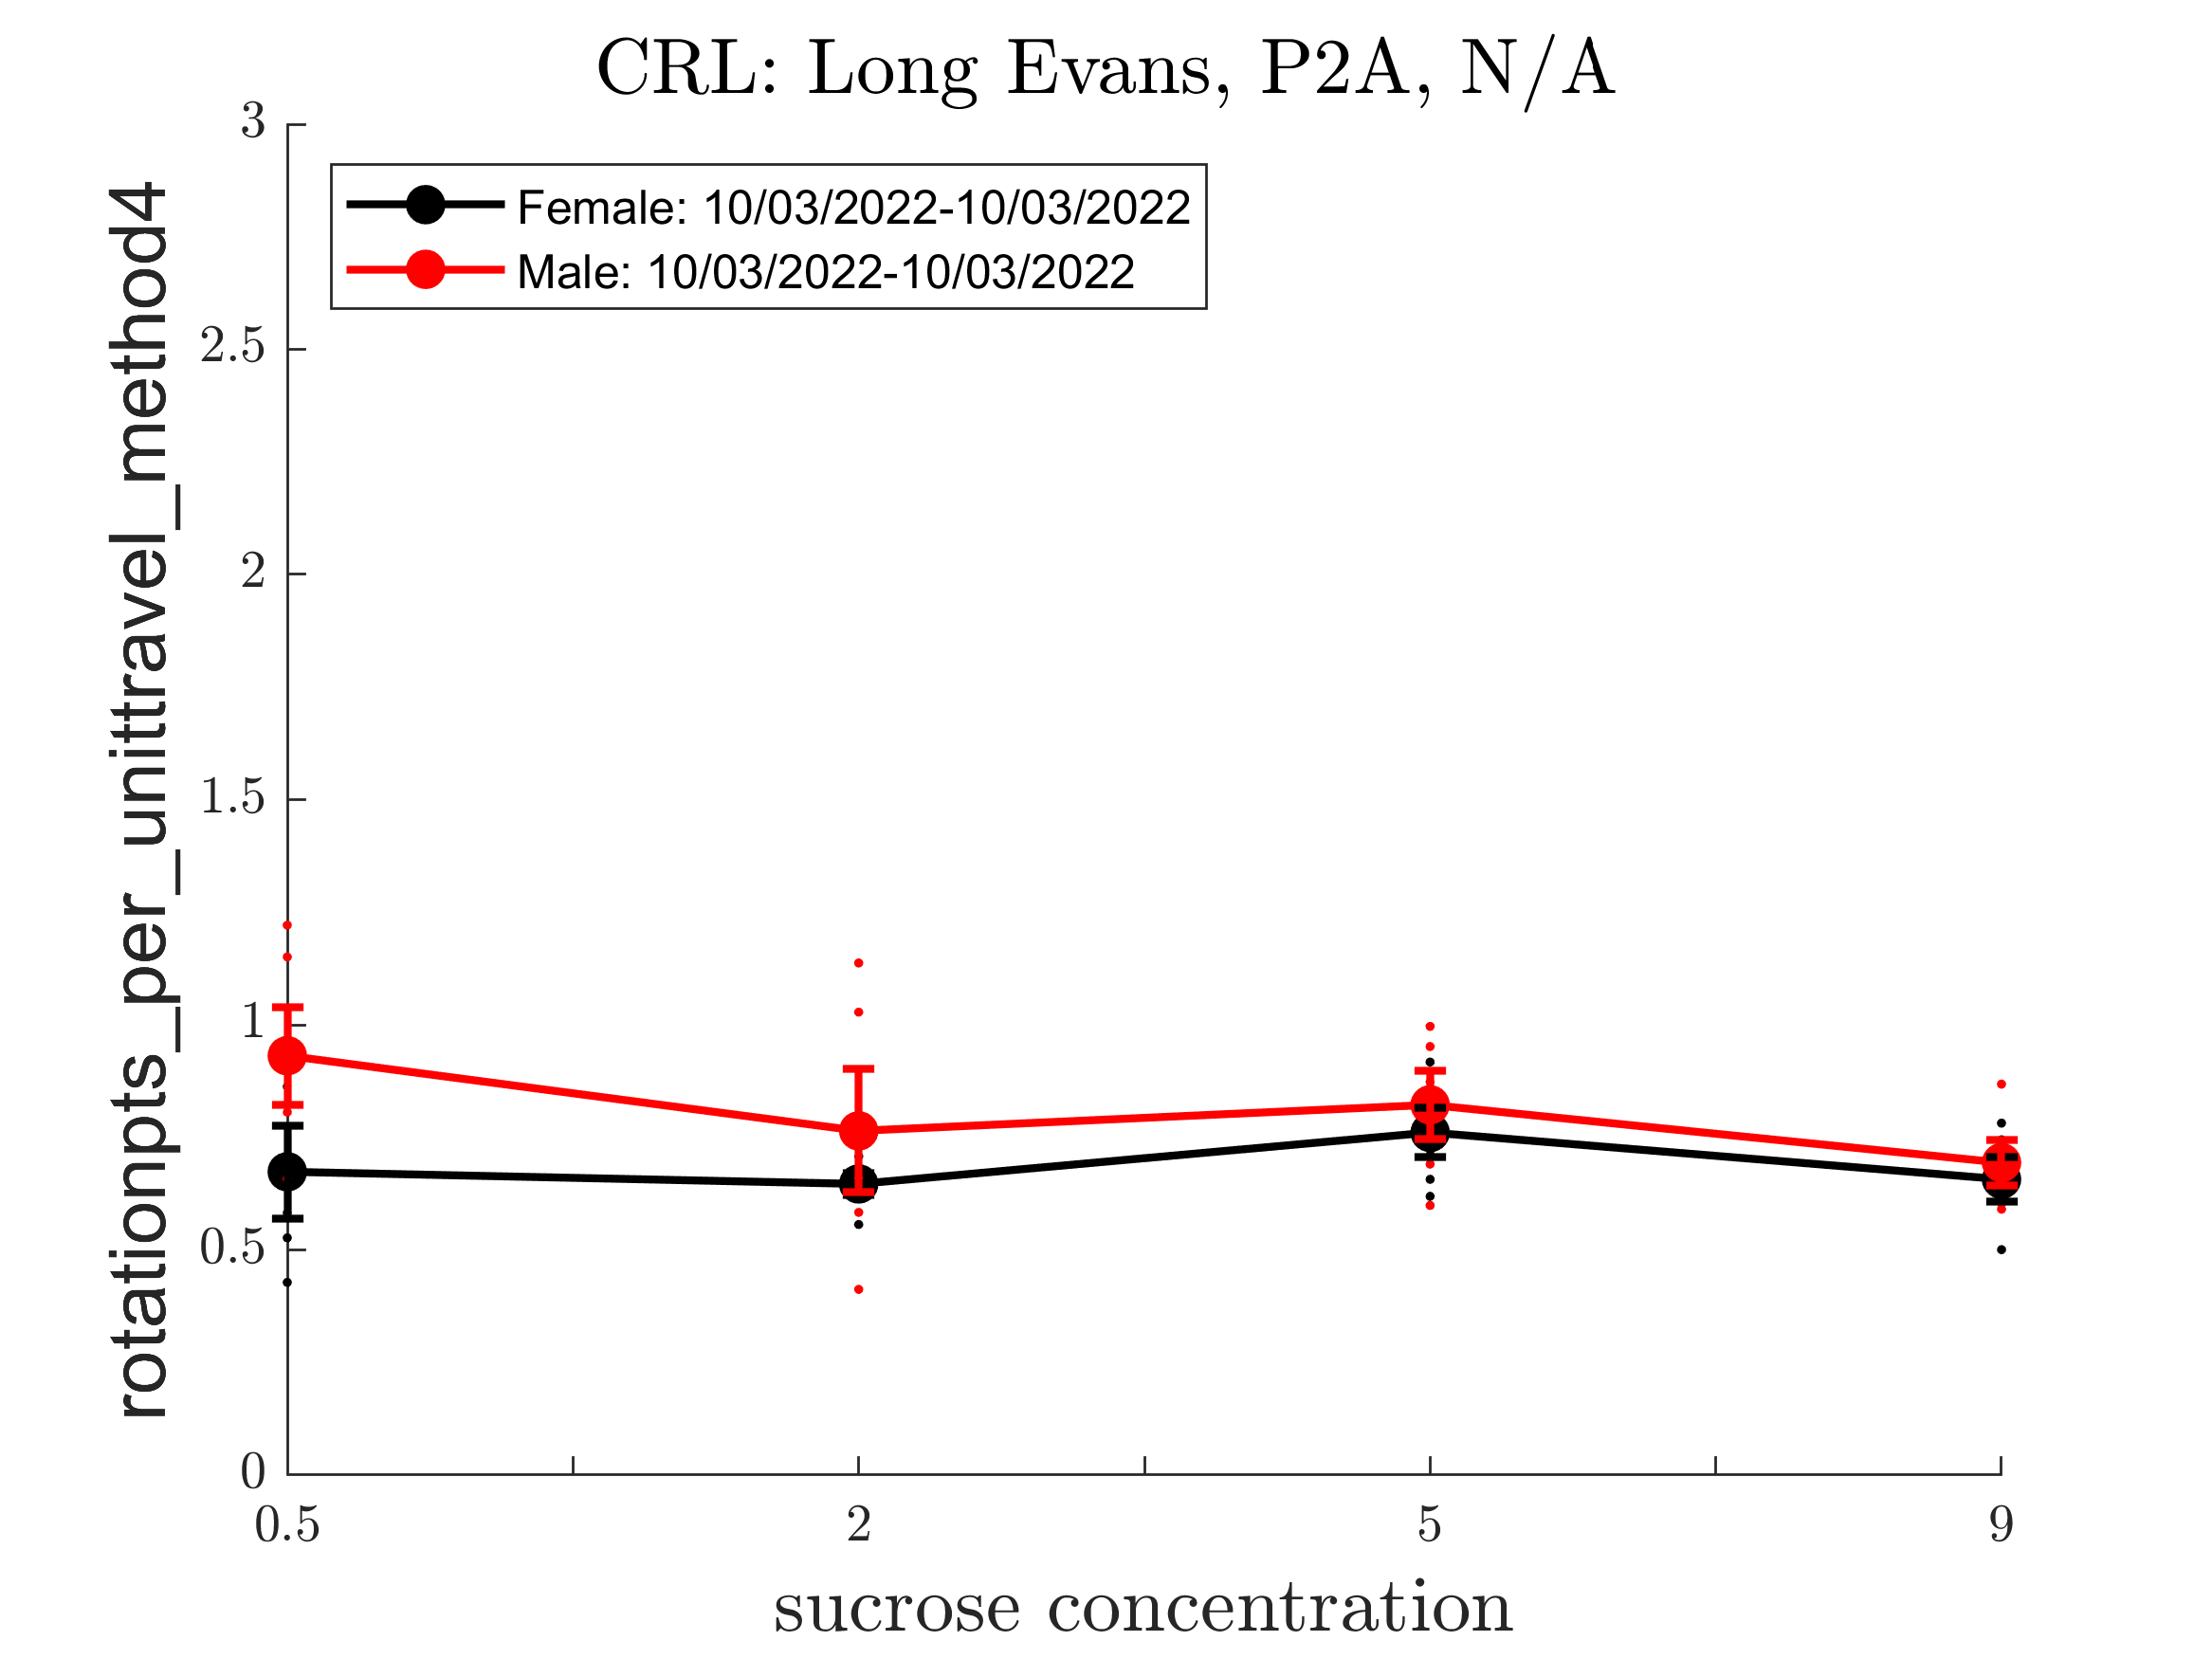 CRL: Long Evans, P2A, N/A
3
Female: 10/03/2022-10/03/2022
Male: 10/03/2022-10/03/2022
2.5
2
1.5
1
0.5
0
rotationpts_per_unittravel_method4
0.5 2 5 9
sucrose concentration